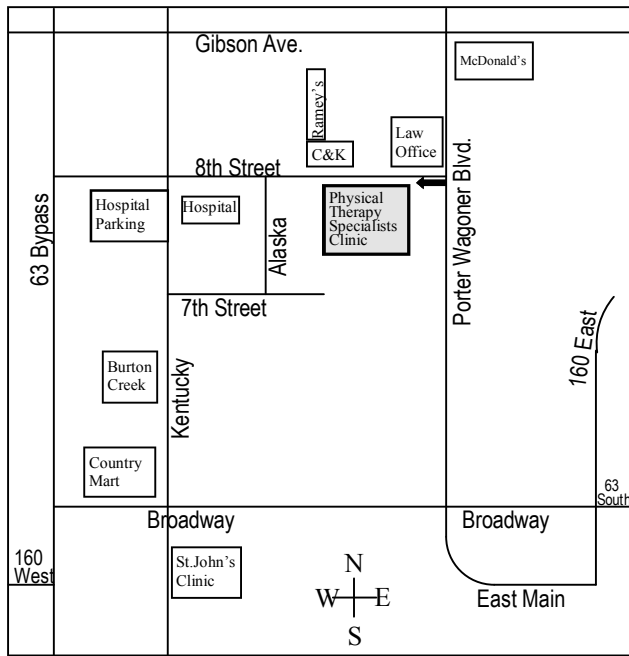 Gibson Ave.
McDonald's
Ramey's
Law
Office
C&K
8th Street
Hospital
Parking
Hospital
Physical
Therapy
Specialists
Clinic
63 Bypass
Alaska
Porter Wagoner Blvd.
7th Street
160 East
Burton
Creek
Kentucky
Country
Mart
63
South
Broadway
Broadway
160
West
St.John's
Clinic
N
W
E
S
East Main